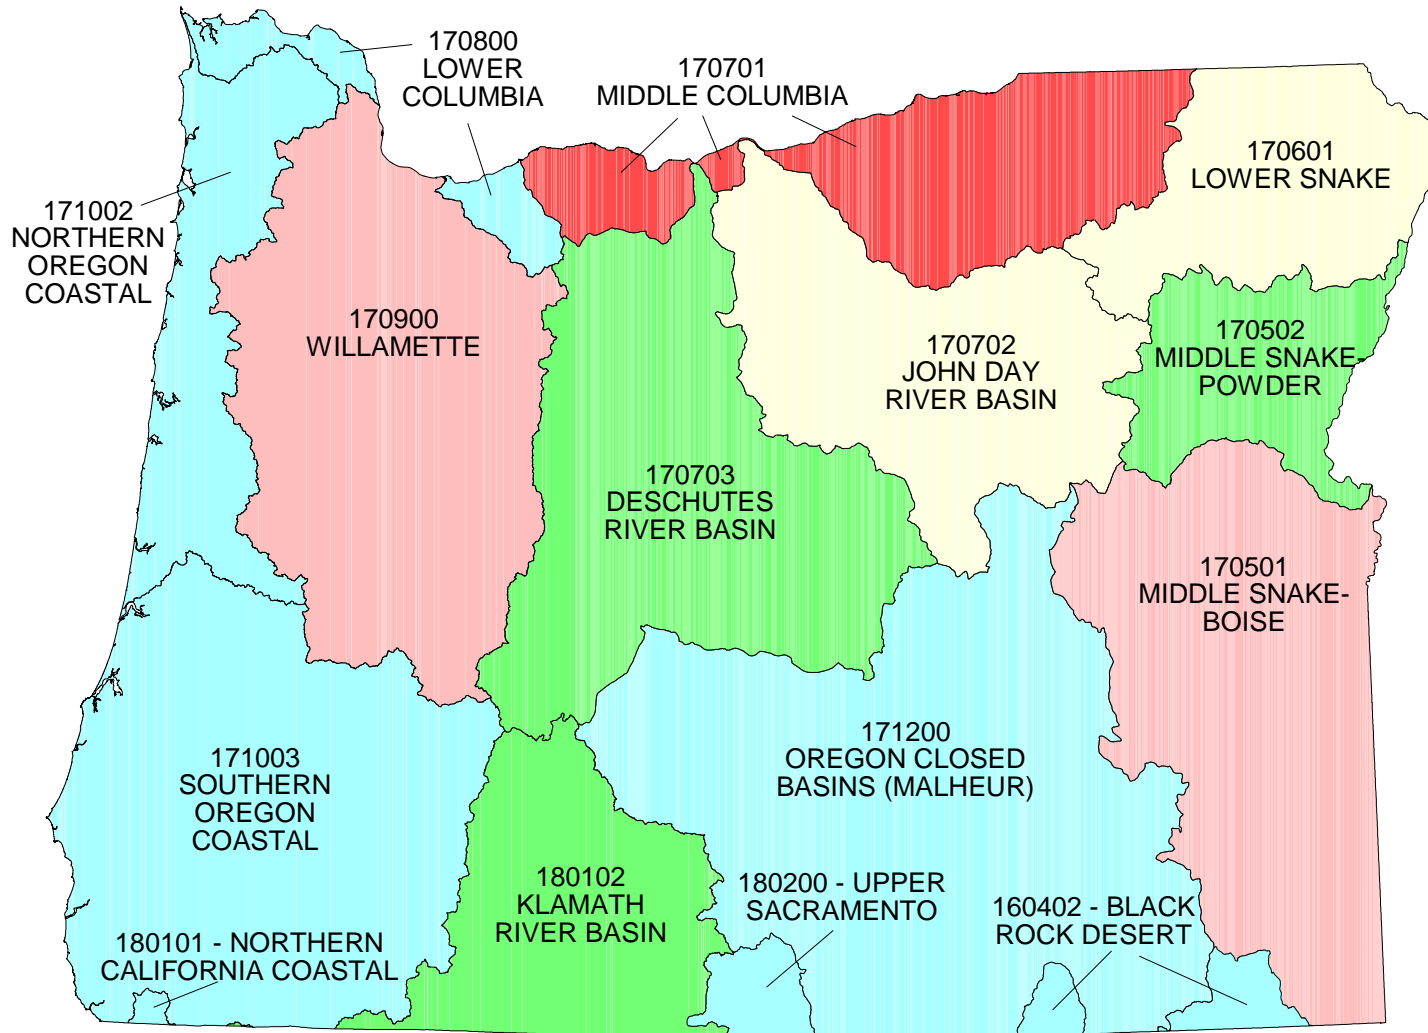 170800
LOWER
COLUMBIA
170701
MIDDLE COLUMBIA
170601
LOWER SNAKE
171002
NORTHERN
OREGON
COASTAL
170900
WILLAMETTE
170702
JOHN DAY
RIVER BASIN
170502
MIDDLE SNAKE-
POWDER
170703
DESCHUTES
RIVER BASIN
170501
MIDDLE SNAKE-
BOISE
171003
SOUTHERN
OREGON
COASTAL
171200
OREGON CLOSED
BASINS (MALHEUR)
180102
KLAMATH
RIVER BASIN
180200 - UPPER
SACRAMENTO
160402 - BLACK
ROCK DESERT
180101 - NORTHERN
CALIFORNIA COASTAL